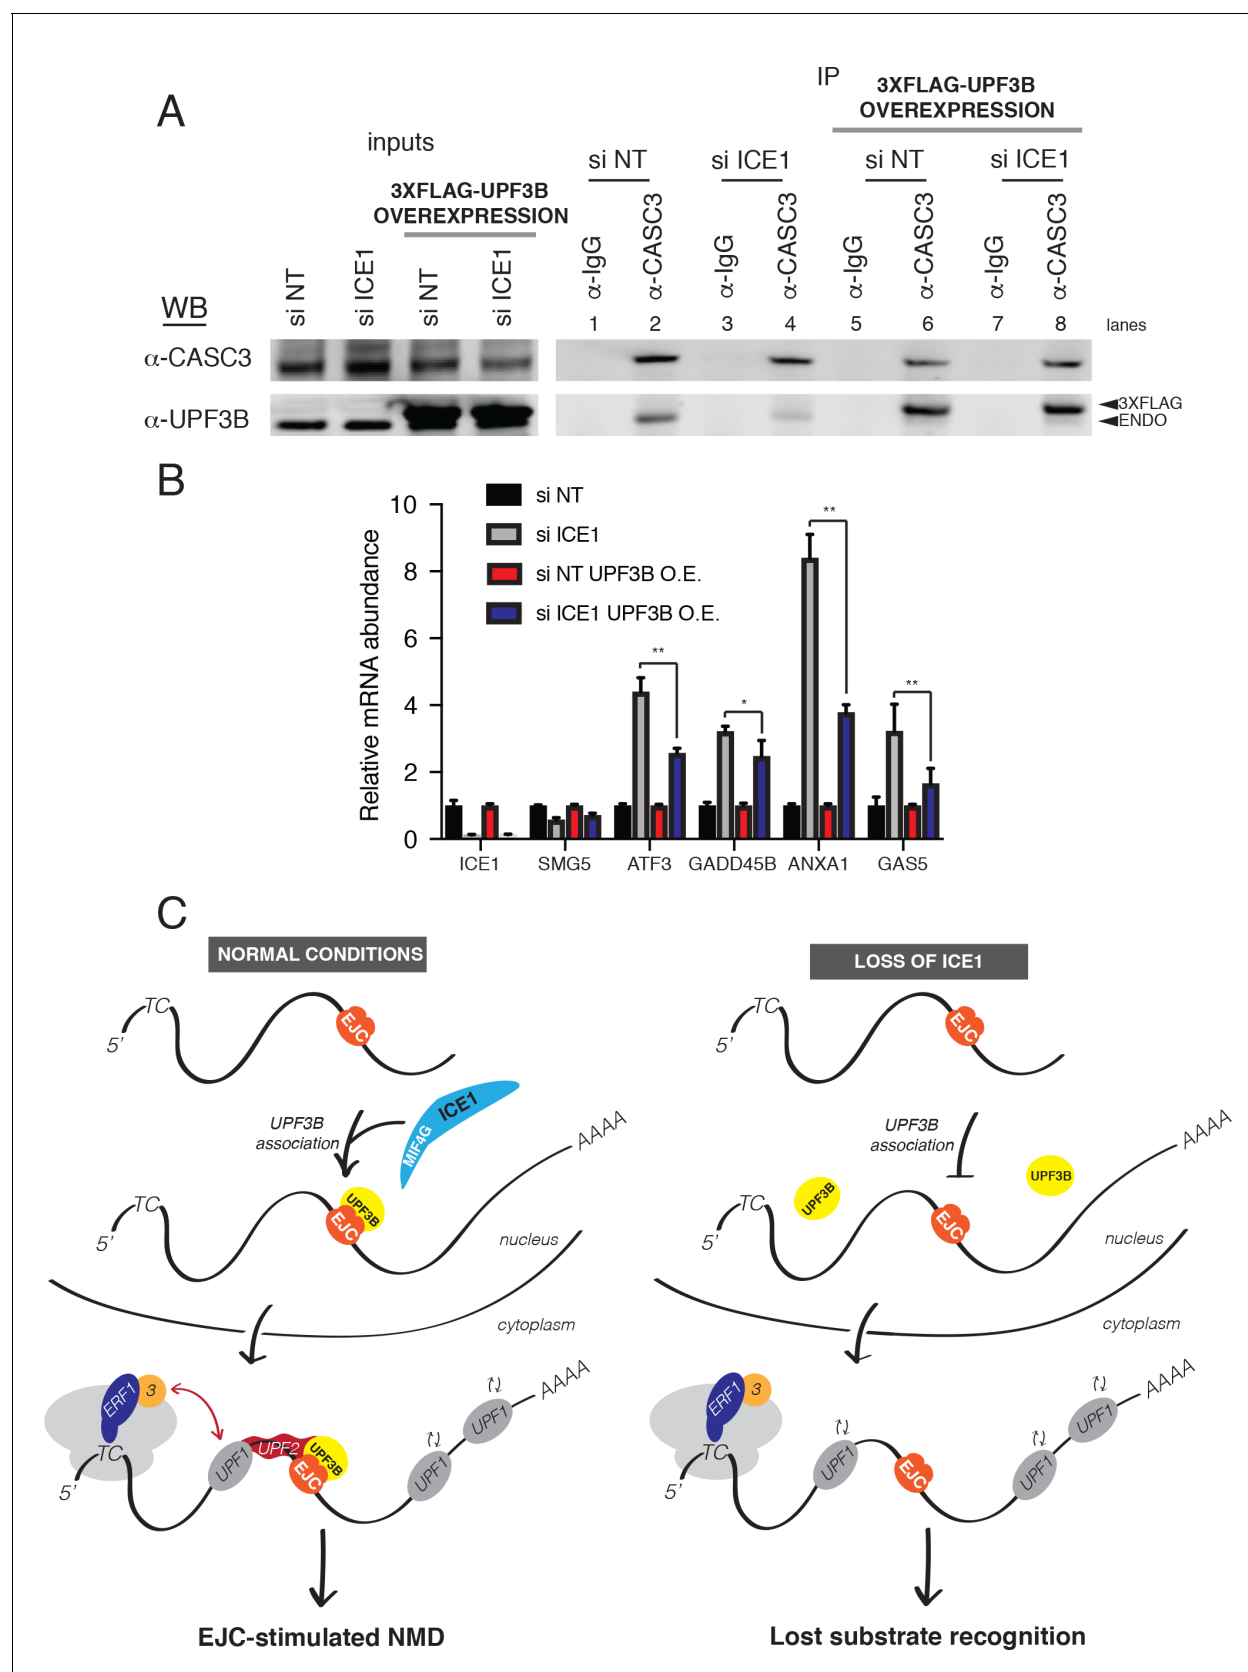 A
IP
3XFLAG-UPF3B
OVEREXPRESSION
inputs
si NT
si ICE1
si NT
si ICE1
3XFLAG-UPF3B
OVEREXPRESSION
si NT
si ICE1
si NT
si ICE1
α-IgG
α-CASC3
α-IgG
α-CASC3
α-IgG
α-CASC3
α-IgG
α-CASC3
WB
1 2 3 4 5 6 7 8 lanes
α-CASC3
α-UPF3B
3XFLAG
ENDO
B
si NT
si ICE1
si NT UPF3B O.E.
si ICE1 UPF3B O.E.
Relative mRNA abundance
10
8
6
4
2
0
**
*
**
**
ICE1 SMG5 ATF3 GADD45B ANXA1 GAS5
C
NORMAL CONDITIONS
TC
5'
EJC
UPF3B
association
MIF4G
ICE1
AAAA
TC
5'
UPF3B
EJC
nucleus
cytoplasm
ERF1
3
TC
5'
UPF1
UPF2
UPF3B
EJC
UPF1
UPF1
AAAA
EJC-stimulated NMD
LOSS OF ICE1
TC
5'
EJC
UPF3B
association
AAAA
UPF3B
UPF3B
TC
5'
EJC
nucleus
cytoplasm
ERF1
3
TC
5'
UPF1
EJC
UPF1
UPF1
AAAA
Lost substrate recognition